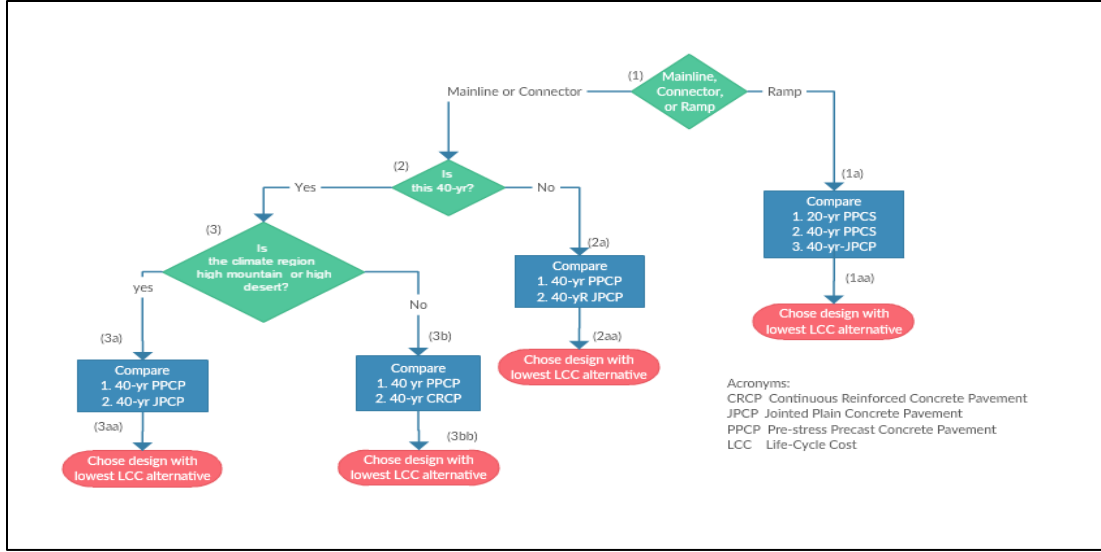 (1)
Mainline,
Connector,
or Ramp
Mainline or Connector
Ramp
(2)
Is
this 40-yr?
Yes
No
(1a)
Compare
1. 20-yr PPCS
2. 40-yr PPCS
3. 40-yr-JPCP
(1aa)
Chose design with
lowest LCC alternative
(3)
Is
the climate region
high mountain or high
desert?
yes
No
(2a)
Compare
1. 40-yr PPCP
2. 40-yR JPCP
(2aa)
Chose design with
lowest LCC alternative
(3a)
Compare
1. 40-yr PPCP
2. 40-yr JPCP
(3aa)
Chose design with
lowest LCC alternative
(3b)
Compare
1. 40 yr PPCP
2. 40-yr CRCP
(3bb)
Chose design with
lowest LCC alternative
Acronyms:
CRCP Continuous Reinforced Concrete Pavement
JPCP Jointed Plain Concrete Pavement
PPCP Pre-stress Precast Concrete Pavement
LCC Life-Cycle Cost